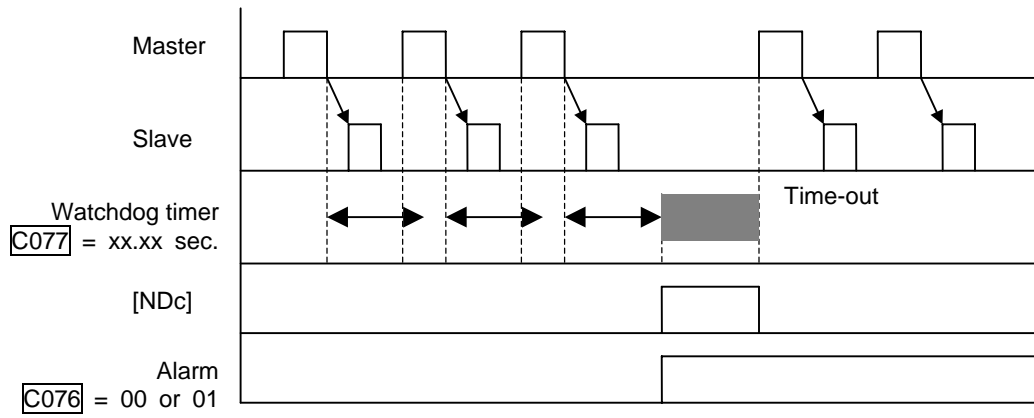 Master
Slave
Time-out
Watchdog timer
C077 = xx.xx sec.
[NDc]
Alarm
C076 = 00 or 01